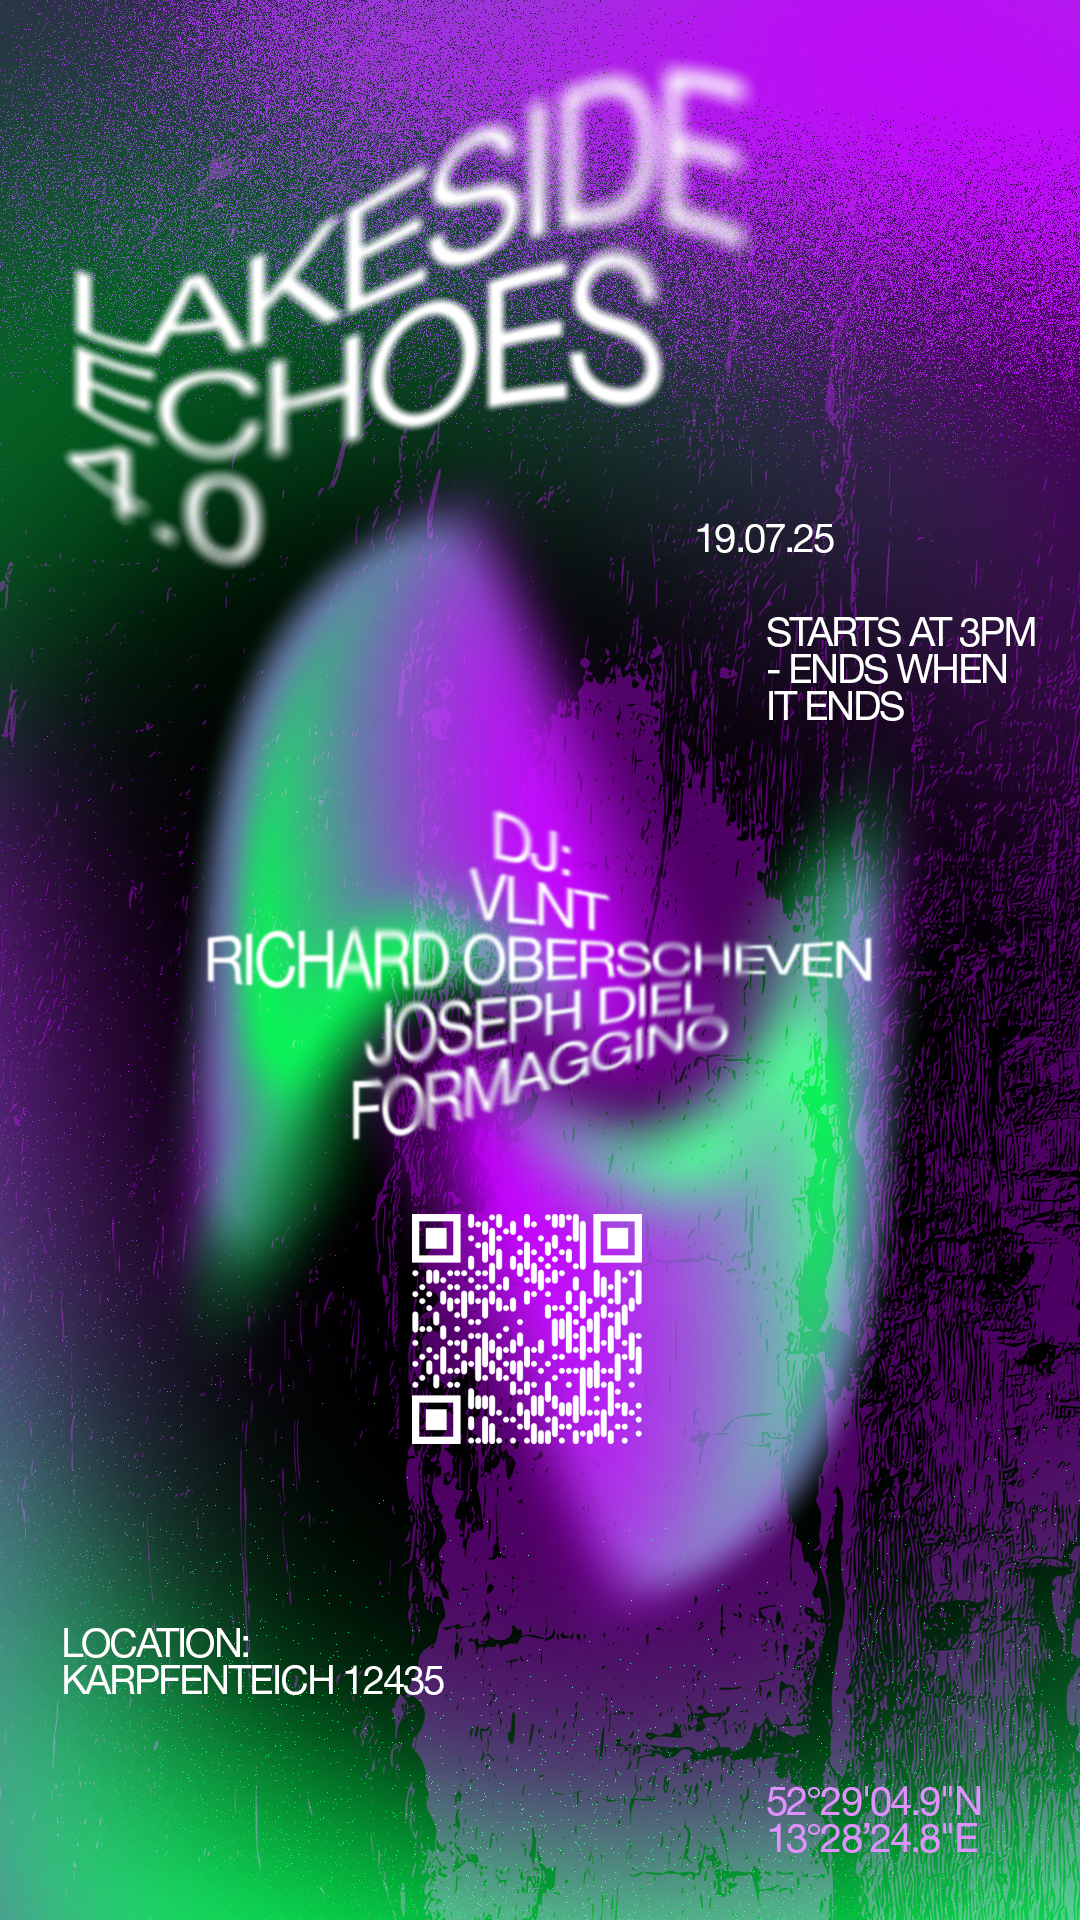 LAKESIDE
ECHOES
4.0
19.07.25
STARTS AT 3PM
- ENDS WHEN
IT ENDS
DJ:
VLNT
RICHARD OBERSCHEVEN
JOSEPH DIEL
FORMAGGINO
LOCATION:
KARPFENTEICH 12435
52°29'04.9"N
13°28'24.8"E